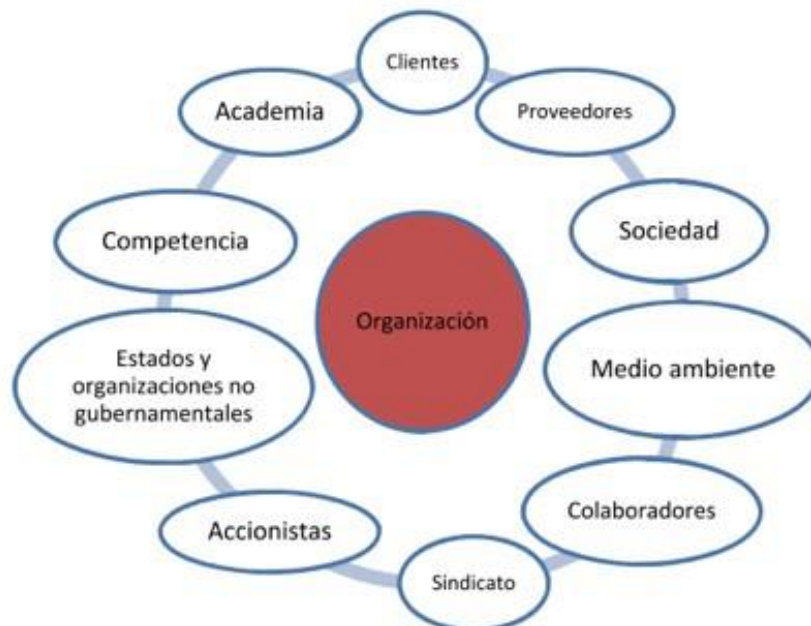 Clientes
Proveedores
Sociedad
Medio ambiente
Colaboradores
Sindicato
Accionistas
Estados y
organizaciones no
gubernamentales
Competencia
Academia
Organización